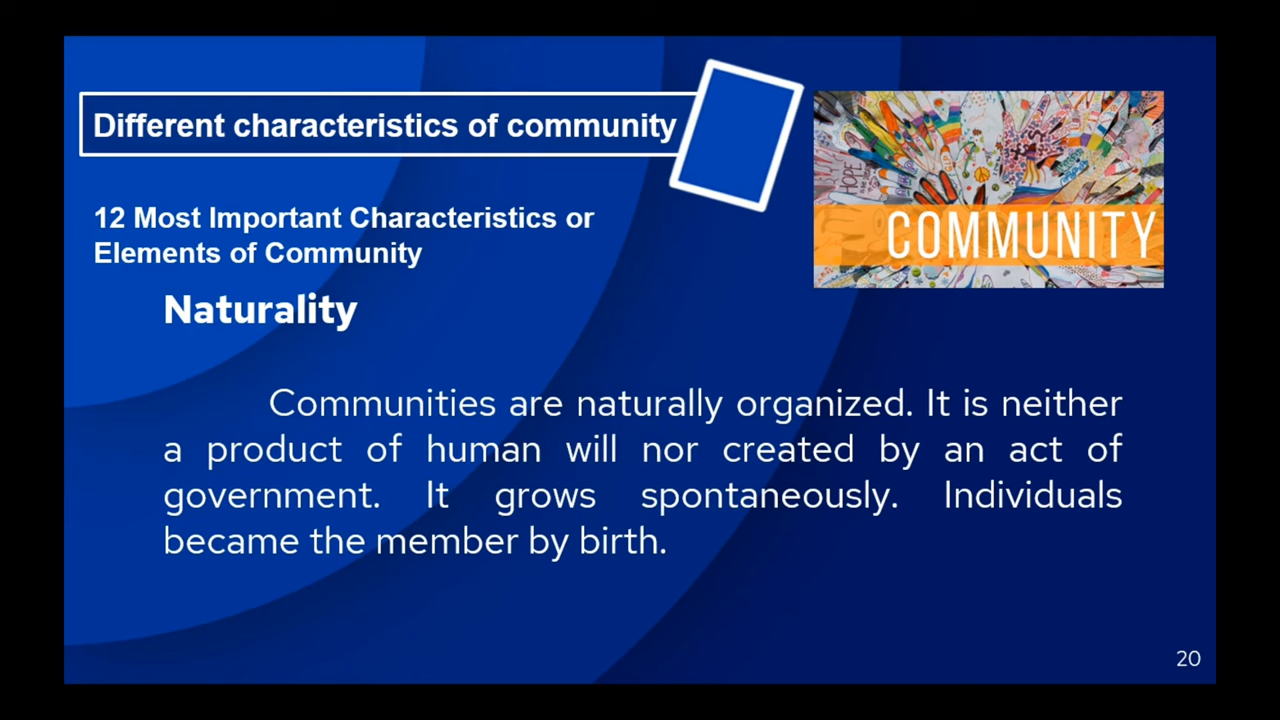 Different characteristics of community
COMMUNITY
HOPE
12 Most Important Characteristics or
Elements of Community
Naturality
Communities are naturally organized. It is neither
a product of human will nor created by an act of
government. It grows spontaneously. Individuals
became the member by birth.
20